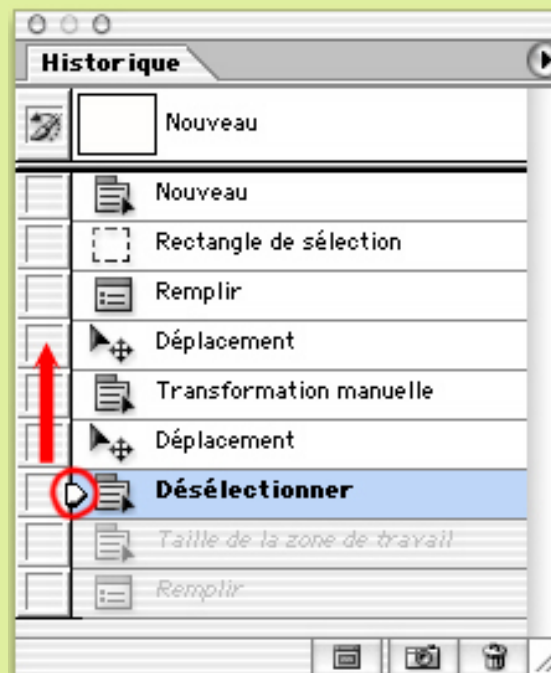 Historique
Nouveau
Nouveau
Rectangle de sélection
Remplir
Déplacement
Transformation manuelle
Déplacement
Désélectionner
Taille de la zone de travail
Remplir